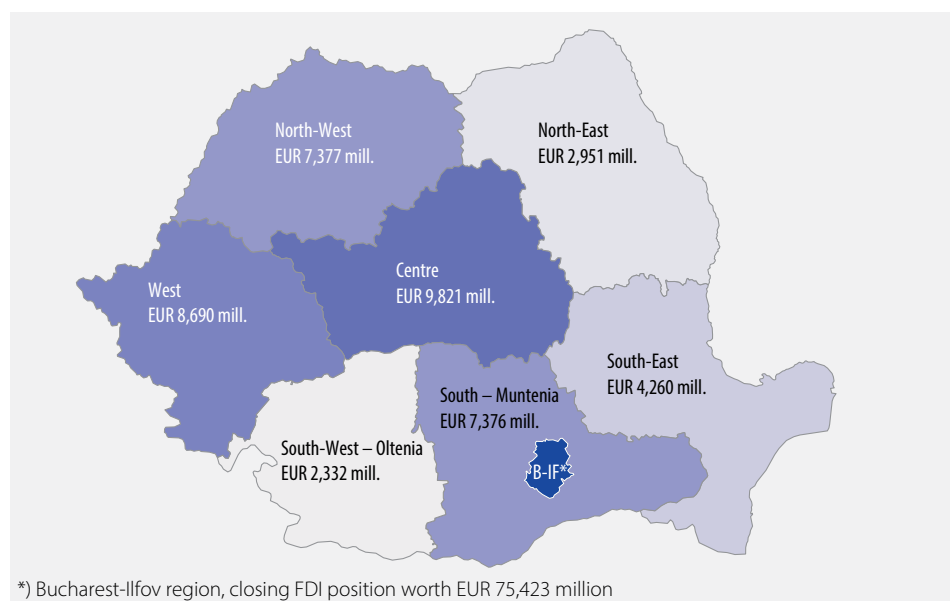 North-West
EUR 7,377 mill.
North-East
EUR 2,951 mill.
Centre
EUR 9,821 mill.
West
EUR 8,690 mill.
South-East
EUR 4,260 mill.
South – Muntenia
EUR 7,376 mill.
South-West – Oltenia
EUR 2,332 mill.
B-IF*
*) Bucharest-Ilfov region, closing FDI position worth EUR 75,423 million